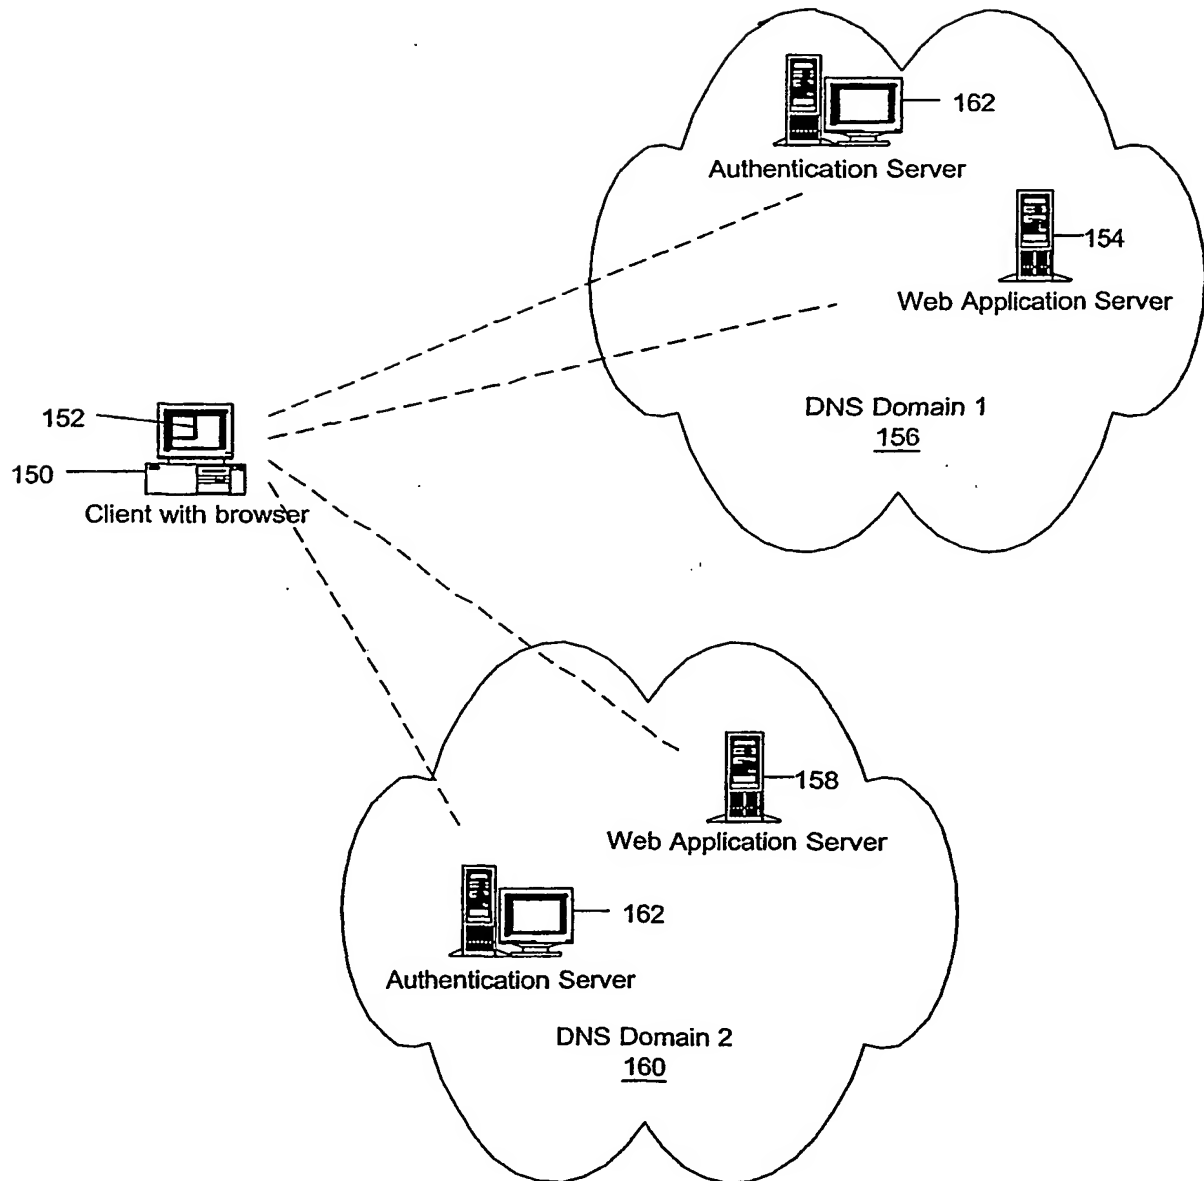 162
Authentication Server
154
Web Application Server
DNS Domain 1
156
152
150
Client with browser
158
Web Application Server
162
Authentication Server
DNS Domain 2
160